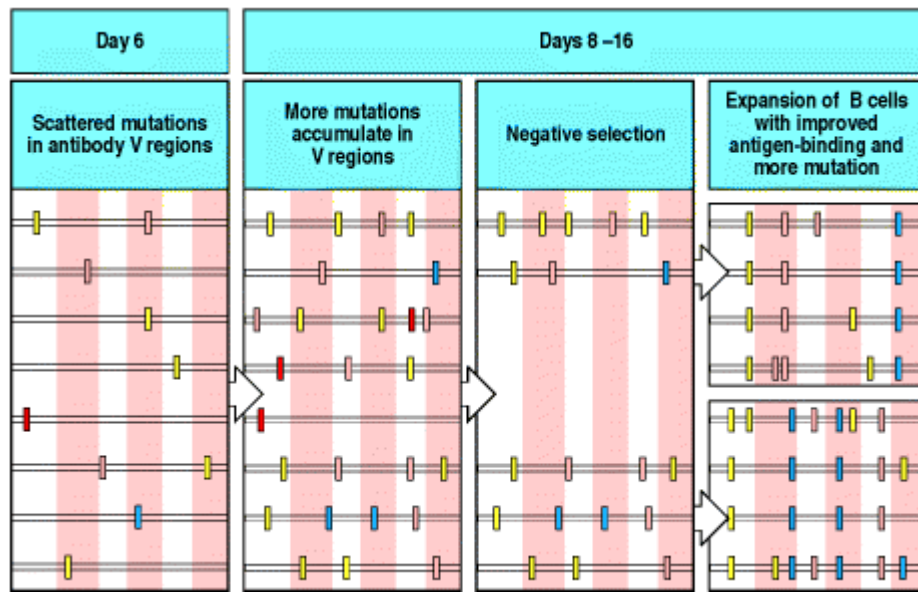 Day 6
Days 8 –16
Scattered mutations
in antibody V regions
More mutations
accumulate in
V regions
Negative selection
Expansion of B cells
with improved
antigen-binding and
more mutation